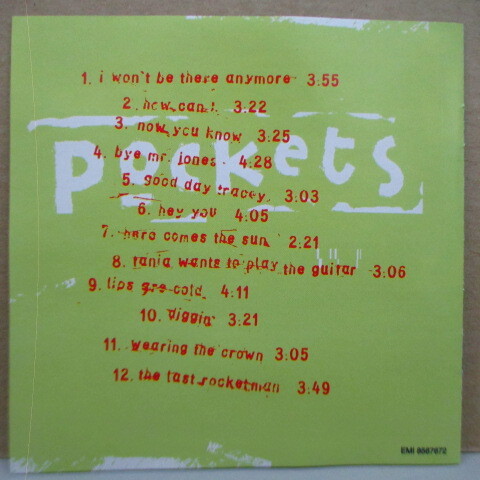 1. i won't be there anymore 3:55
2. how can i 3:22
3. now you know 3:25
pockets
4. bye mr. jones 4:28
5. good day tracey 3:03
6. hey you 4:05
7. here comes the sun 2:21
8. tania wants to play the guitar 3:06
9. lips are cold 4:11
10. diggin' 3:21
11. wearing the crown 3:05
12. the last rocketman 3:49
EMI 8567672